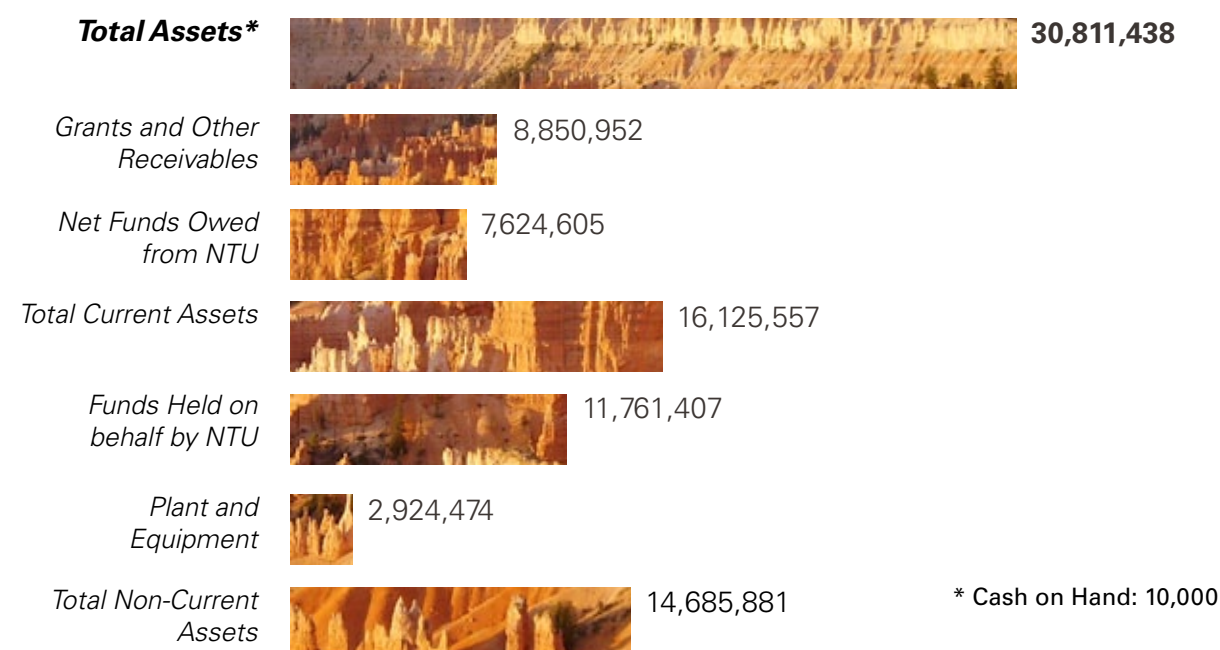 Total Assets*
30,811,438
Grants and Other
Receivables
8,850,952
Net Funds Owed
from NTU
7,624,605
Total Current Assets
16,125,557
Funds Held on
behalf by NTU
11,761,407
Plant and
Equipment
2,924,474
Total Non-Current
Assets
14,685,881
* Cash on Hand: 10,000